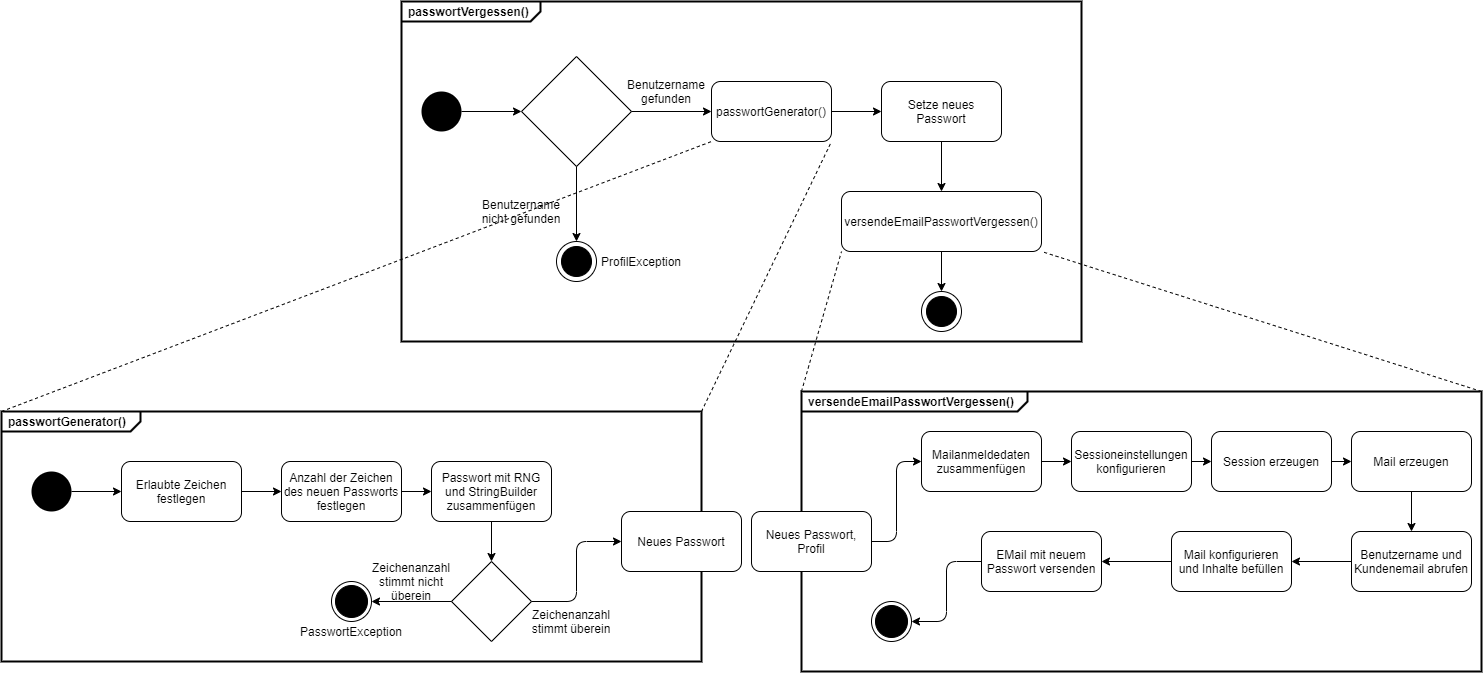 passwortVergessen()
Benutzername
gefunden
passwortGenerator()
Setze neues
Passwort
Benutzername
nicht gefunden
versendeEmailPasswortVergessen()
ProfilException
passwortGenerator()
Erlaubte Zeichen
festlegen
Anzahl der Zeichen
des neuen Passworts
festlegen
Passwort mit RNG
und StringBuilder
zusammenfügen
Neues Passwort
Zeichenanzahl
stimmt nicht
überein
Zeichenanzahl
stimmt überein
PasswortException
versendeEmailPasswortVergessen()
Mailanmeldedaten
zusammenfügen
Sessioneinstellungen
konfigurieren
Session erzeugen
Mail erzeugen
Neues Passwort,
Profil
EMail mit neuem
Passwort versenden
Mail konfigurieren
und Inhalte befüllen
Benutzername und
Kundenemail abrufen